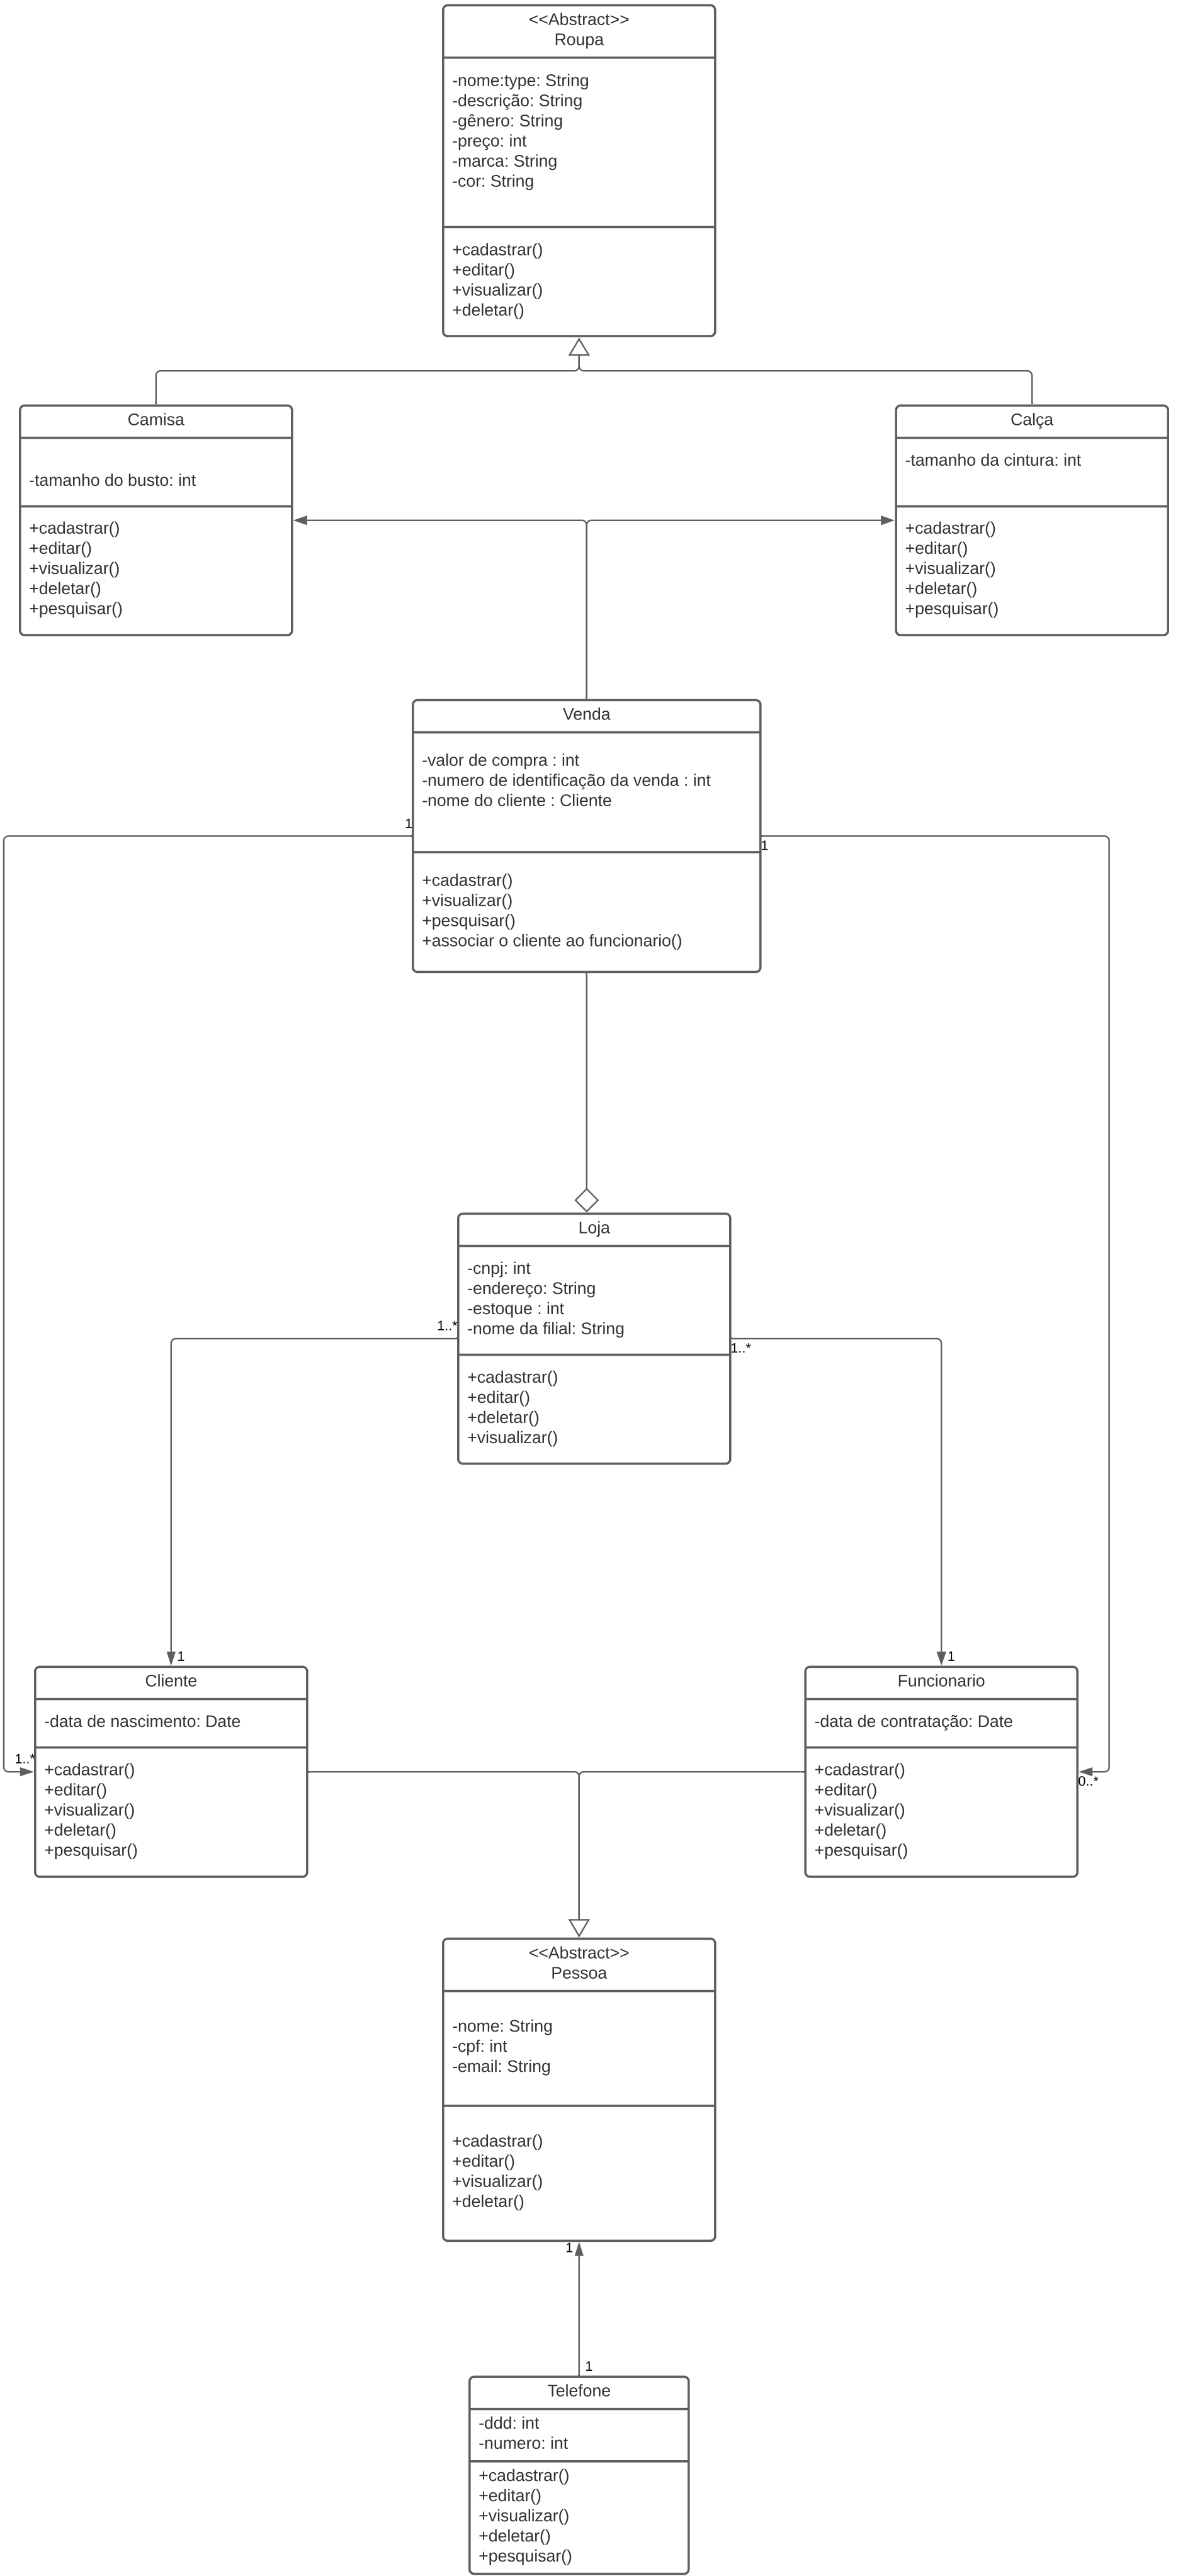 <<Abstract>>
Roupa
-nome:type: String
-descrição: String
-gênero: String
-preço: int
-marca: String
-cor: String
+cadastrar()
+editar()
+visualizar()
+deletar()
Camisa
-tamanho do busto: int
+cadastrar()
+editar()
+visualizar()
+deletar()
+pesquisar()
Calça
-tamanho da cintura: int
+cadastrar()
+editar()
+visualizar()
+deletar()
+pesquisar()
Venda
-valor de compra : int
-numero de identificação da venda : int
-nome do cliente : Cliente
1
1
+cadastrar()
+visualizar()
+pesquisar()
+associar o cliente ao funcionario()
Loja
-cnpj: int
-endereço: String
-estoque : int
-nome da filial: String
1..*
1..*
+cadastrar()
+editar()
+deletar()
+visualizar()
1
1
Cliente
-data de nascimento: Date
1..*
+cadastrar()
+editar()
+visualizar()
+deletar()
+pesquisar()
Funcionario
-data de contratação: Date
0..*
+cadastrar()
+editar()
+visualizar()
+deletar()
+pesquisar()
<<Abstract>>
Pessoa
-nome: String
-cpf: int
-email: String
+cadastrar()
+editar()
+visualizar()
+deletar()
1
1
Telefone
-ddd: int
-numero: int
+cadastrar()
+editar()
+visualizar()
+deletar()
+pesquisar()